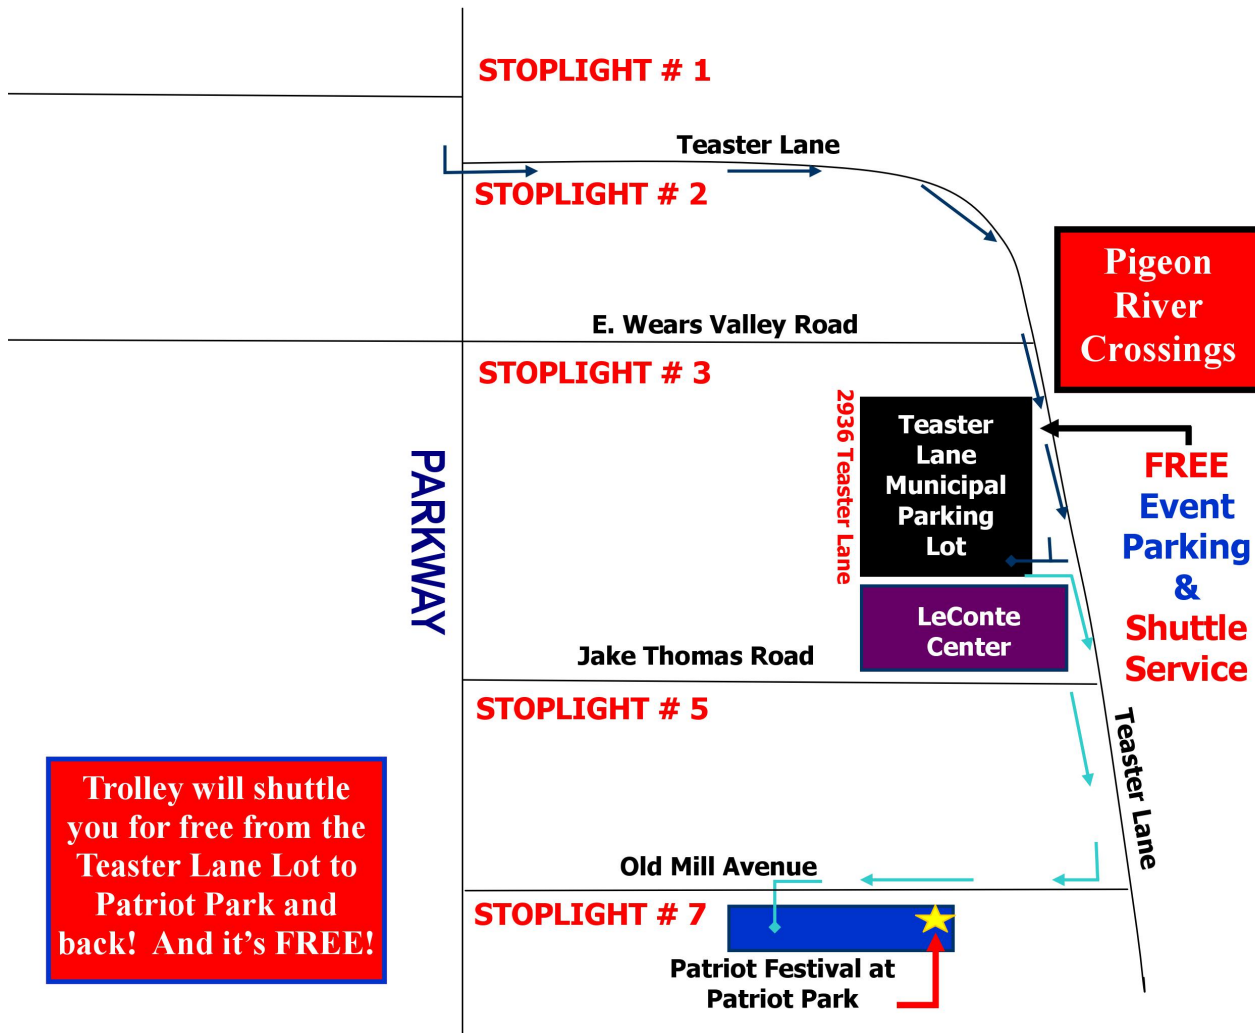 STOPLIGHT # 1
Teaster Lane
STOPLIGHT # 2
Pigeon
River
Crossings
E. Wears Valley Road
STOPLIGHT # 3
2936 Teaster Lane
Teaster
Lane
Municipal
Parking
Lot
FREE
Event
Parking
&
Shuttle
Service
PARKWAY
LeConte
Center
Jake Thomas Road
STOPLIGHT # 5
Teaster Lane
Trolley will shuttle
you for free from the
Teaster Lane Lot to
Patriot Park and
back!  And it’s FREE!
Old Mill Avenue
STOPLIGHT # 7
Patriot Festival at
Patriot Park